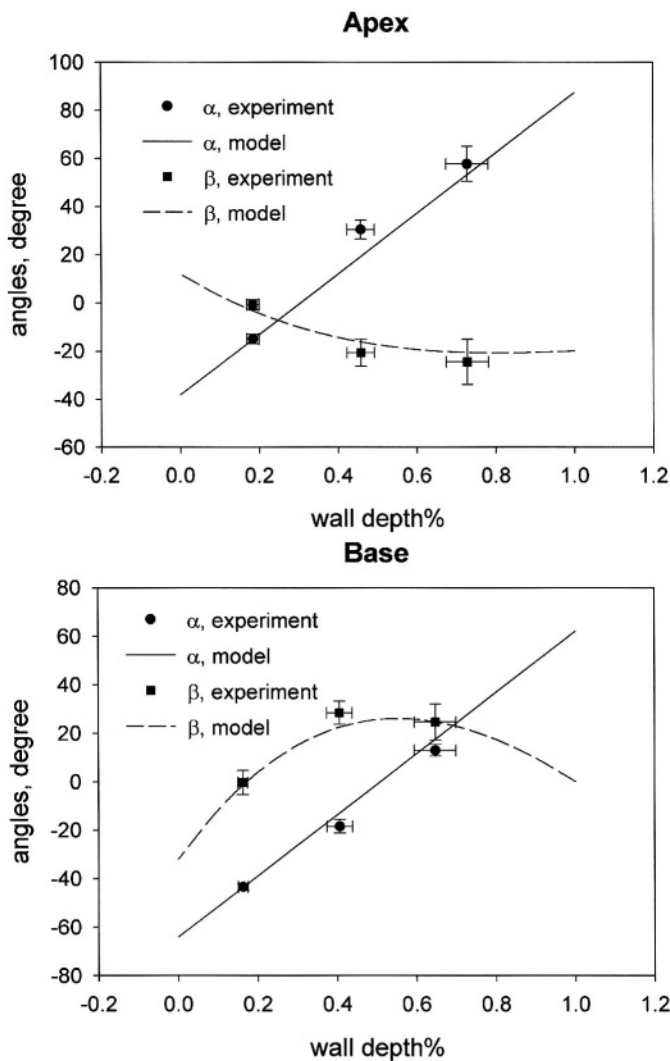 Apex
100
80
60
40
20
0
-20
-40
-60
angles, degree
α, experiment
α, model
β, experiment
β, model
-0.2 0.0 0.2 0.4 0.6 0.8 1.0 1.2
wall depth%
Base
80
60
40
20
0
-20
-40
-60
-80
angles, degree
α, experiment
α, model
β, experiment
β, model
-0.2 0.0 0.2 0.4 0.6 0.8 1.0 1.2
wall depth%